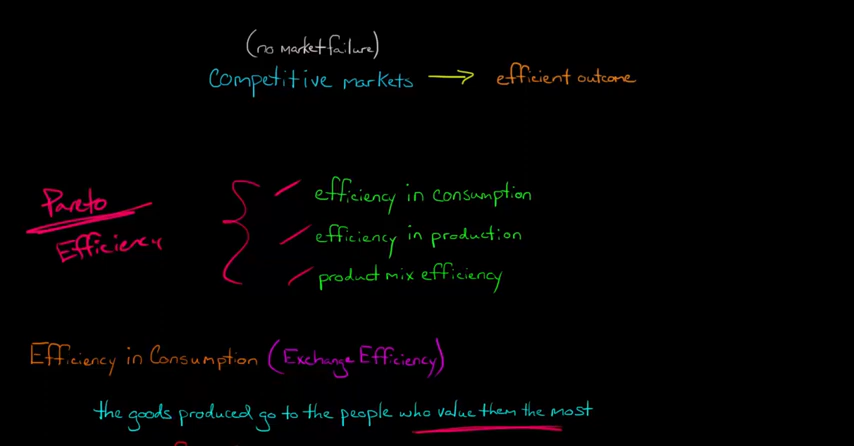 (no market failure)
Competitive markets → efficient outcome
Pareto
Efficiency
efficiency in consumption
efficiency in production
product mix efficiency
Efficiency in Consumption (Exchange Efficiency)
the goods produced go to the people who value them the most